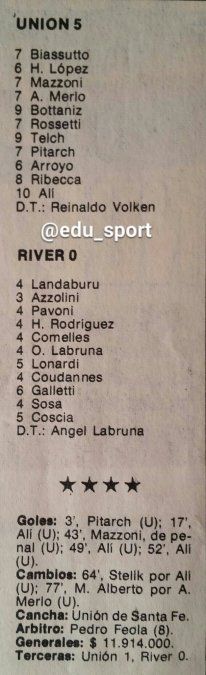 UNION 5
7 Biassutto
6 H. López
7 Mazzoni
7 A. Merlo
9 Bottaniz
7 Rossetti
9 Telch
7 Pitarch
6 Arroyo
8 Ribecca
10 Alí
D.T.: Reinaldo Volken
@edu_sport
RIVER 0
4 Landaburu
3 Azzolini
4 Pavoni
4 H. Rodriguez
4 Comelles
4 O. Labruna
5 Lonardi
4 Coudannes
6 Galletti
4 Sosa
5 Coscia
D.T.: Angel Labruna
★★★★
Goles: 3', Pitarch (U); 17',
Alí (U); 43', Mazzoni, de pe-
nal (U); 49', Alí (U); 52', Alí
(U).
Cambios: 64', Stelik por Alí
(U); 77', M. Alberto por A.
Merlo (U).
Cancha: Unión de Santa Fe.
Arbitro: Pedro Feola (8).
Generales: $ 11.914.000.
Terceras: Unión 1, River 0.